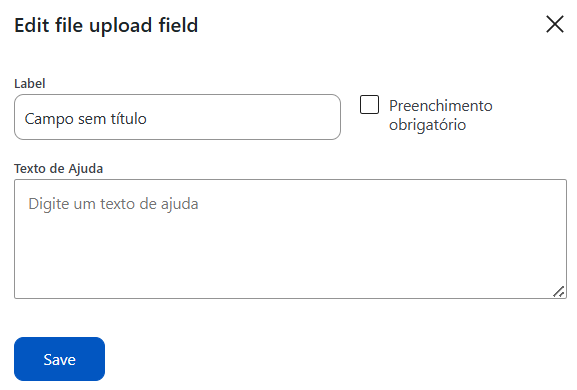 Edit file upload field
Label
Campo sem título
Preenchimento
obrigatório
Texto de Ajuda
Digite um texto de ajuda
Save